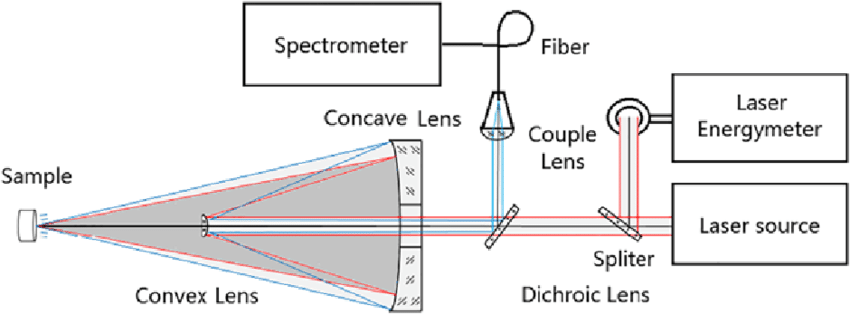 Spectrometer
Fiber
Laser
Energymeter
Concave Lens
Couple
Lens
Sample
Laser source
Spliter
Convex Lens
Dichroic Lens